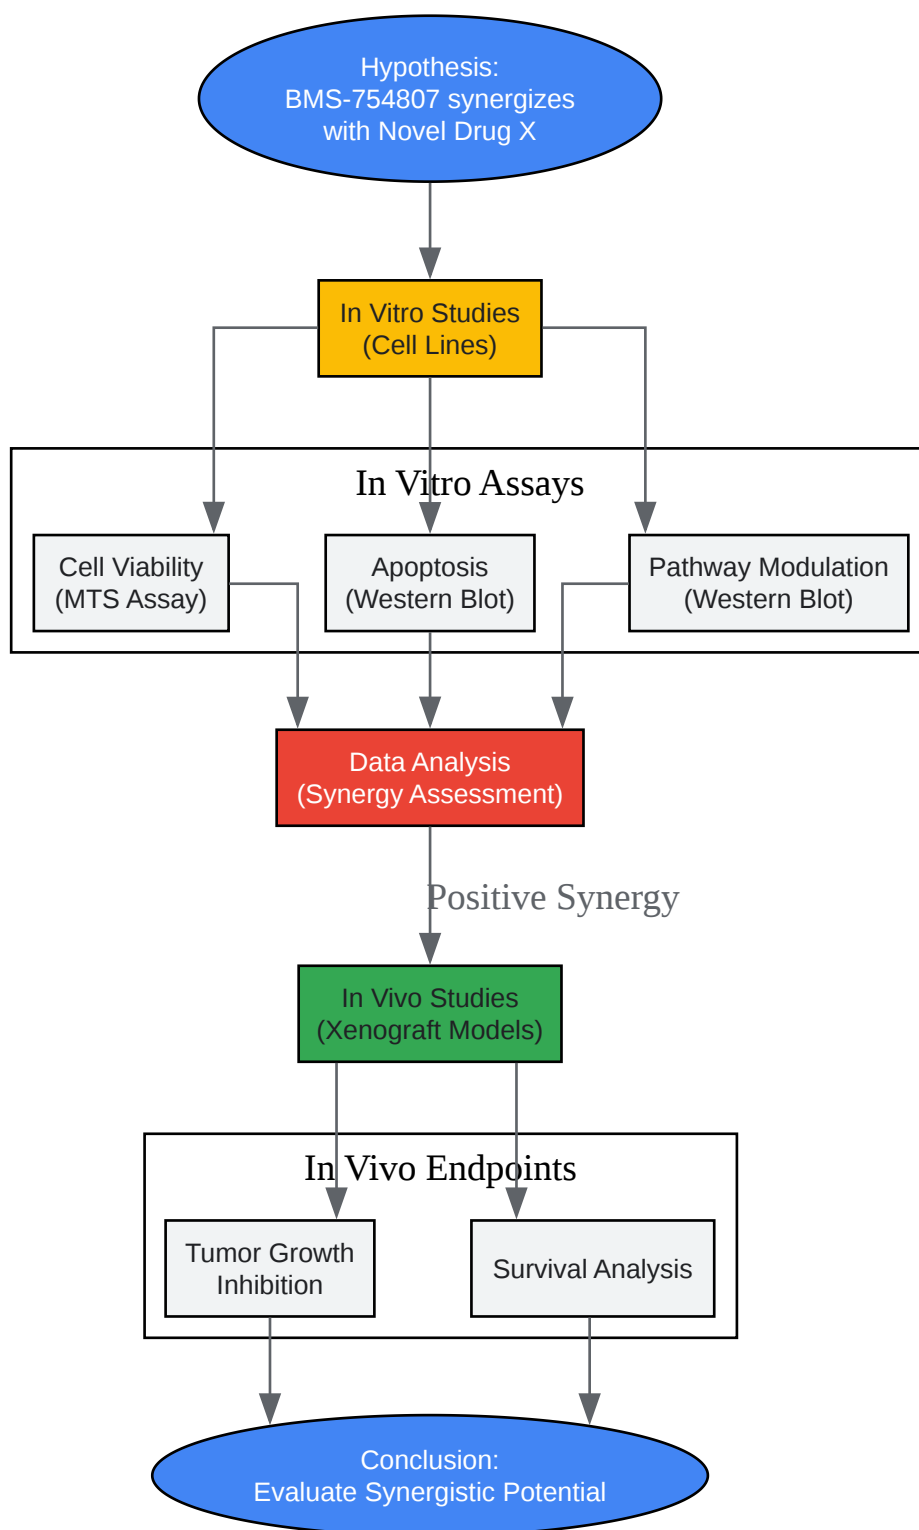 Hypothesis:
BMS-754807 synergizes
with Novel Drug X
In Vitro Studies
(Cell Lines)
In Vitro Assays
Cell Viability
(MTS Assay)
Apoptosis
(Western Blot)
Pathway Modulation
(Western Blot)
Data Analysis
(Synergy Assessment)
Positive Synergy
In Vivo Studies
(Xenograft Models)
In Vivo Endpoints
Tumor Growth
Inhibition
Survival Analysis
Conclusion:
Evaluate Synergistic Potential